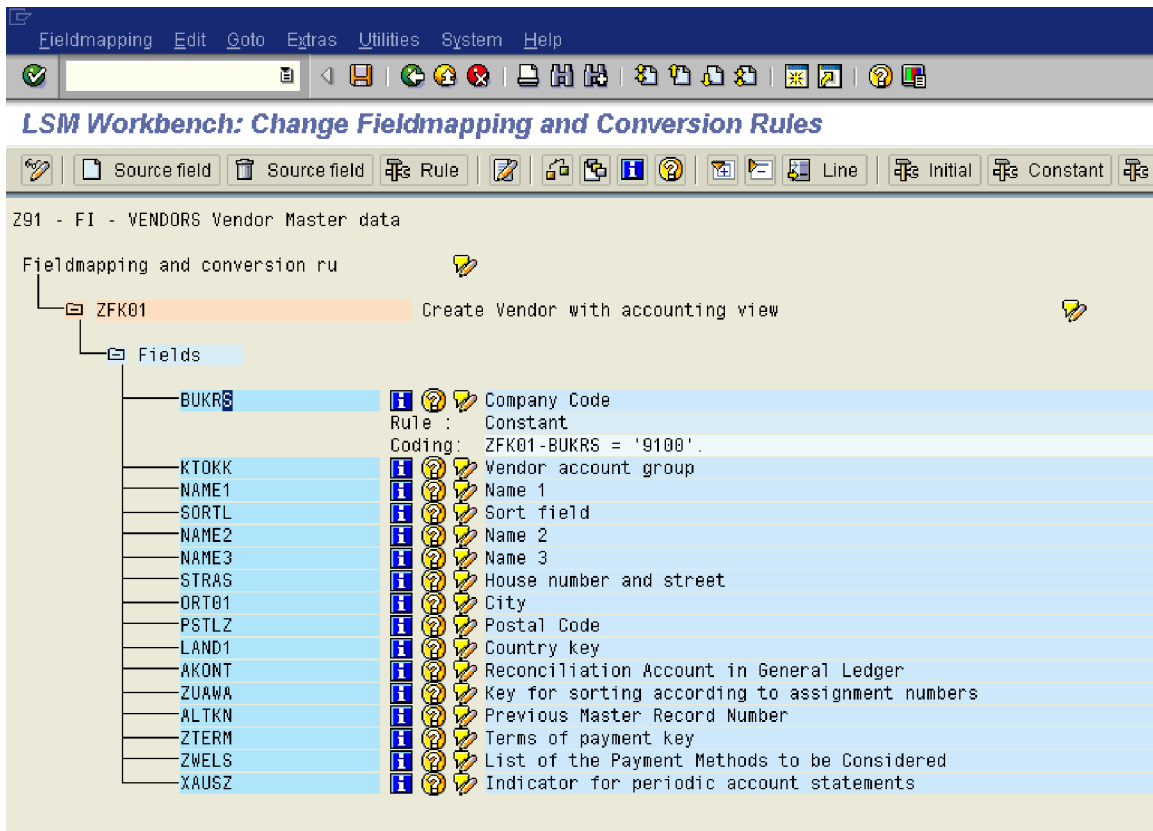 Fieldmapping Edit Goto Extras Utilities System Help
LSM Workbench: Change Fieldmapping and Conversion Rules
Source field Source field Rule Line Initial Constant
Z91 - FI - VENDORS Vendor Master data
Fieldmapping and conversion ru
ZFK01 Create Vendor with accounting view
Fields
BUKRS Company Code
Rule : Constant
Coding: ZFK01-BUKRS = '9100'.
KTOKK Vendor account group
NAME1 Name 1
SORTL Sort field
NAME2 Name 2
NAME3 Name 3
STRAS House number and street
ORT01 City
PSTLZ Postal Code
LAND1 Country key
AKONT Reconciliation Account in General Ledger
ZUAWA Key for sorting according to assignment numbers
ALTKN Previous Master Record Number
ZTERM Terms of payment key
ZWELS List of the Payment Methods to be Considered
XAUSZ Indicator for periodic account statements